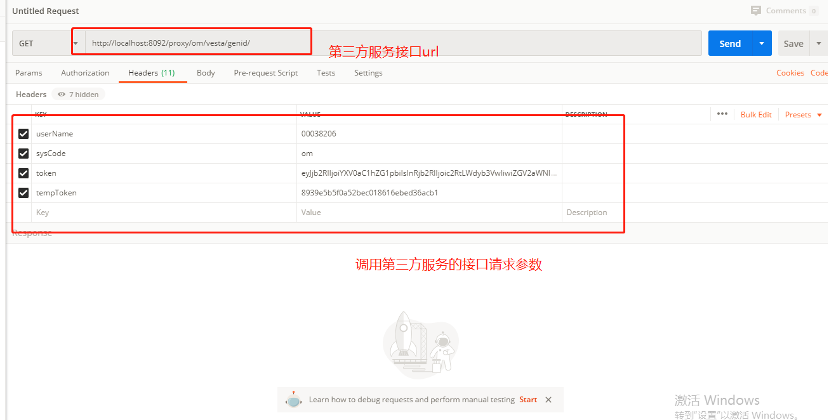 Untitled Request
Comments 0
GET
http://localhost:8092/proxy/om/vesta/genid/
第三方服务接口url
Send
Save
Params
Authorization
Headers (11)
Body
Pre-request Script
Tests
Settings
Cookies
Code
Headers
7 hidden
KEY
VALUE
DESCRIPTION
Bulk Edit
Presets
userName
00038206
sysCode
om
token
tempToken
8939e5b5f0a52bec018616ebed36acb1
Key
Value
Description
Response
调用第三方服务的接口请求参数
Learn how to debug requests and perform manual testing
Start
激活 Windows
转到"设置"以激活 Windows。